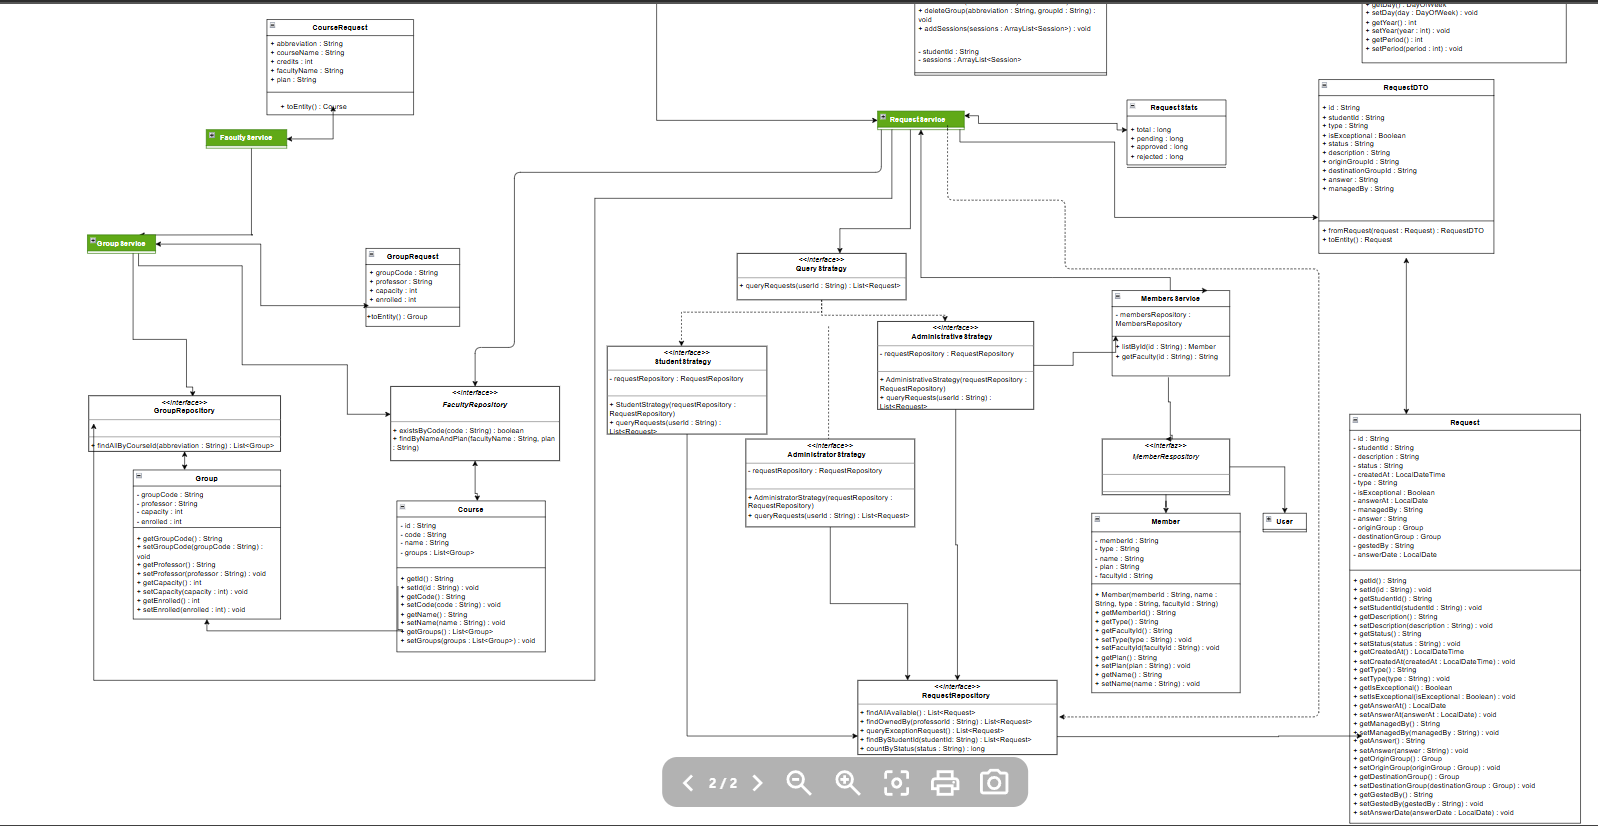 + deleteGroup(abbreviation : String, groupId : String) :
void
+ addSessions(sessions : ArrayList<Session>) : void
- studentId : String
- sessions : ArrayList<Session>
+ getDay() : DayOfWeek
+ setDay(day : DayOfWeek) : void
+ getYear() : int
+ setYear(year : int) : void
+ getPeriod() : int
+ setPeriod(period : int) : void
CourseRequest
+ abbreviation : String
+ courseName : String
+ credits : int
+ facultyName : String
+ plan : String
+ toEntity() : Course
FacultyService
RequestService
RequestStats
+ total : long
+ pending : long
+ approved : long
+ rejected : long
RequestDTO
+ id : String
+ studentId : String
+ type : String
+ isExceptional : Boolean
+ status : String
+ description : String
+ originGroupId : String
+ destinationGroupId : String
+ answer : String
+ managedBy : String
+ fromRequest(request : Request) : RequestDTO
+ toEntity() : Request
GroupService
GroupRequest
+ groupCode : String
+ professor : String
+ capacity : int
+ enrolled : int
+toEntity() : Group
<<interface>>
QueryStrategy
+ queryRequests(userId : String) : List<Request>
MembersService
- membersRepository :
MembersRepository
+ listById(id : String) : Member
+ getFaculty(id : String) : String
<<interface>>
StudentStrategy
- requestRepository : RequestRepository
+ StudentStrategy(requestRepository :
RequestRepository)
+ queryRequests(userId : String) :
List<Request>
<<interface>>
AdministrativeStrategy
- requestRepository : RequestRepository
+ AdministrativeStrategy(requestRepository :
RequestRepository)
+ queryRequests(userId : String) :
List<Request>
<<interface>>
AdministratorStrategy
- requestRepository : RequestRepository
+ AdministratorStrategy(requestRepository :
RequestRepository)
+ queryRequests(userId : String) : List<Request>
<<interface>>
GroupRepository
+ findAllByCourseId(abbreviation : String) : List<Group>
<<interface>>
FacultyRepository
+ existsByCode(code : String) : boolean
+ findByNameAndPlan(facultyName : String, plan
: String)
Group
- groupCode : String
- professor : String
- capacity : int
- enrolled : int
+ getGroupCode() : String
+ setGroupCode(groupCode : String) :
void
+ getProfessor() : String
+ setProfessor(professor : String) : void
+ getCapacity() : int
+ setCapacity(capacity : int) : void
+ getEnrolled() : int
+ setEnrolled(enrolled : int) : void
Course
- id : String
- code : String
- name : String
- groups : List<Group>
+ getId() : String
+ setId(id : String) : void
+ getCode() : String
+ setCode(code : String) : void
+ getName() : String
+ setName(name : String) : void
+ getGroups() : List<Group>
+ setGroups(groups : List<Group>) : void
<<interfaz>>
MemberRespository
User
Member
- memberId : String
- type : String
- name : String
- plan : String
- facultyId : String
+ Member(memberId : String, name :
String, type : String, facultyId : String)
+ getMemberId() : String
+ getType() : String
+ getFacultyId() : String
+ setType(type : String) : void
+ setFacultyId(facultyId : String) : void
+ getPlan() : String
+ setPlan(plan : String) : void
+ getName() : String
+ setName(name : String) : void
<<interface>>
RequestRepository
+ findAllAvailable() : List<Request>
+ findOwnedBy(professorId : String) : List<Request>
+ queryExceptionRequest() : List<Request>
+ findByStudentId(studentId: String) : List<Request>
+ countByStatus(status : String) : long
Request
- id : String
- studentId : String
- description : String
- status : String
- createdAt : LocalDateTime
- type : String
- isExceptional : Boolean
- answerAt : LocalDate
- managedBy : String
- answer : String
- originGroup : Group
- destinationGroup : Group
- gestedBy : String
- answerDate : LocalDate
+ getId() : String
+ setId(id : String) : void
+ getStudentId() : String
+ setStudentId(studentId : String) : void
+ getDescription() : String
+ setDescription(description : String) : void
+ getStatus() : String
+ setStatus(status : String) : void
+ getCreatedAt() : LocalDateTime
+ setCreatedAt(createdAt : LocalDateTime) : void
+ getType() : String
+ setType(type : String) : void
+ getIsExceptional() : Boolean
+ setIsExceptional(isExceptional : Boolean) : void
+ getAnswerAt() : LocalDate
+ setAnswerAt(answerAt : LocalDate) : void
+ getManagedBy() : String
+ setManagedBy(managedBy : String) : void
+ getAnswer() : String
+ setAnswer(answer : String) : void
+ getOriginGroup() : Group
+ setOriginGroup(originGroup : Group) : void
+ getDestinationGroup() : Group
+ setDestinationGroup(destinationGroup : Group) : void
+ getGestedBy() : String
+ setGestedBy(gestedBy : String) : void
+ setAnswerDate(answerDate : LocalDate) : void
2 / 2